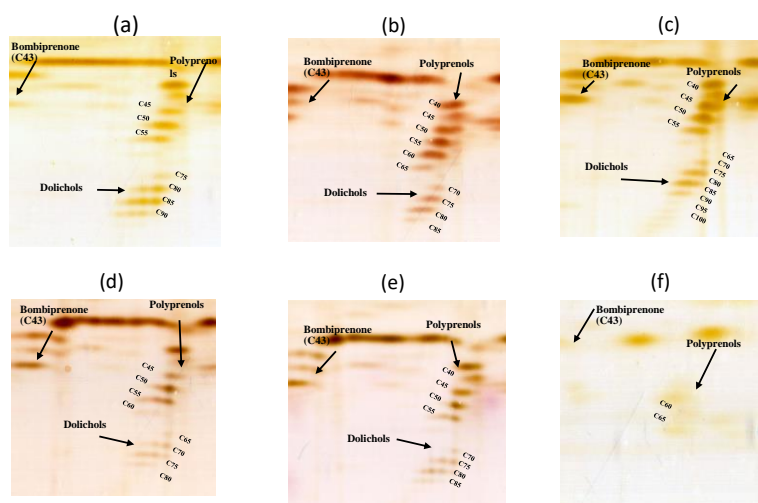 (a)
Bombiprenone
(C43)
Polypreno
ls
C45
C50
C55
C75
Dolichols
C80
C85
C90
(b)
Bombiprenone
(C43)
Polyprenols
C40
C45
C50
C55
C60
C65
Dolichols
C70
C75
C80
C85
(c)
Bombiprenone
(C43)
Polyprenols
C40
C45
C50
C55
C65
C70
Dolichols
C75
C80
C85
C90
C95
C100
(d)
Bombiprenone
(C43)
Polyprenols
C45
C50
C55
C60
Dolichols
C65
C70
C75
C80
(e)
Bombiprenone
(C43)
Polyprenols
C40
C45
C50
C55
Dolichols
C70
C75
C85
(f)
Bombiprenone
(C43)
Polyprenols
C60
C65